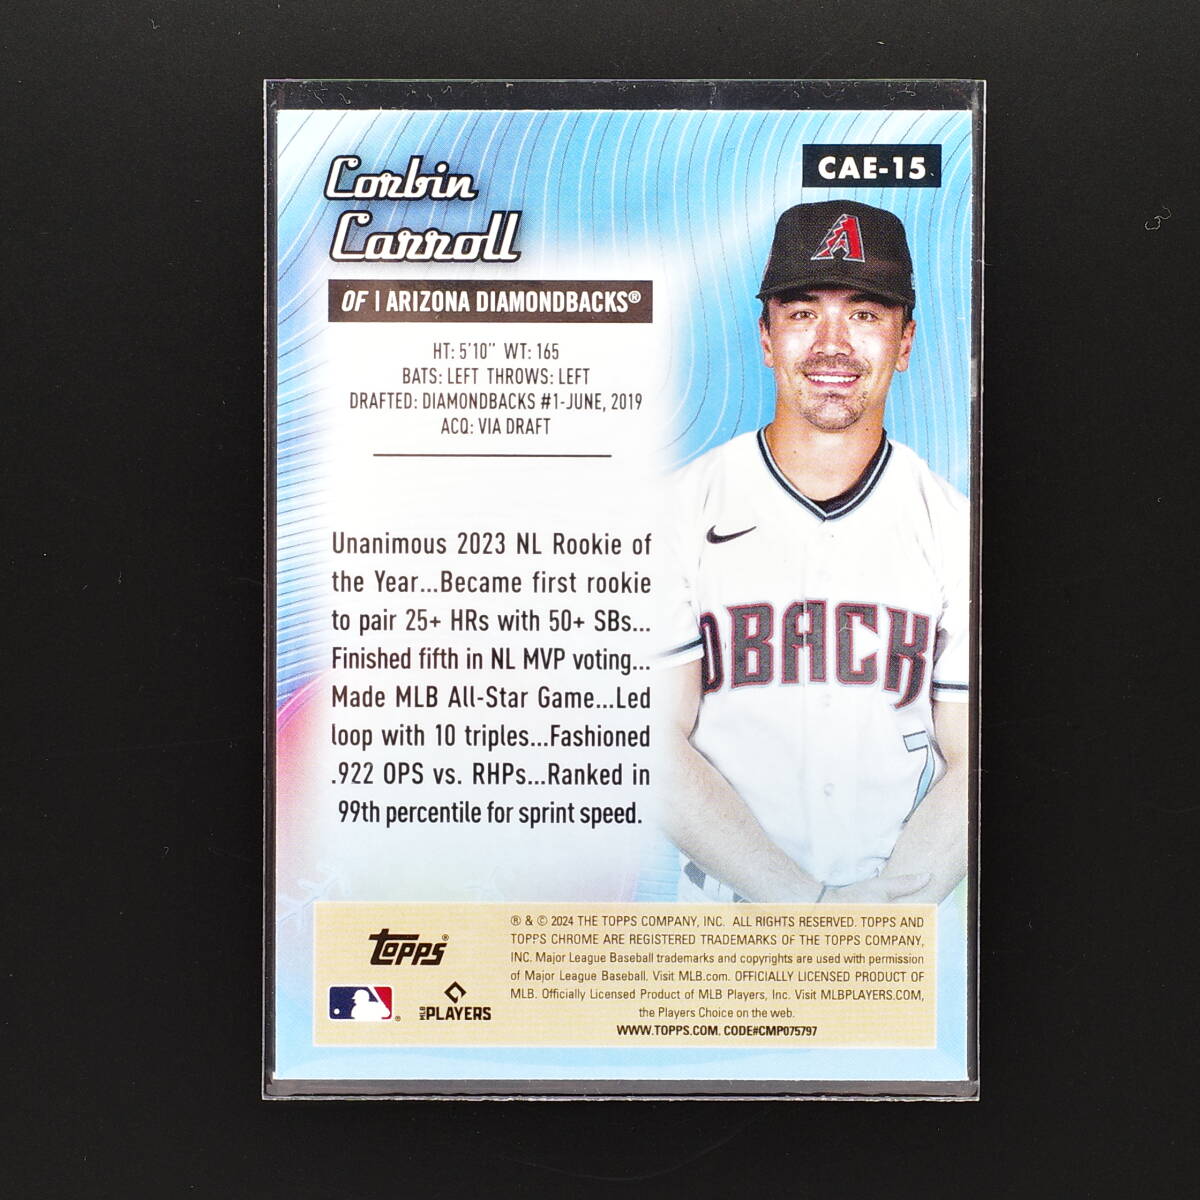 CAE-15
Corbin
Carroll
OF | ARIZONA DIAMONDBACKS®
HT: 5'10" WT: 165
BATS: LEFT THROWS: LEFT
DRAFTED: DIAMONDBACKS #1-JUNE, 2019
ACQ: VIA DRAFT
Unanimous 2023 NL Rookie of
the Year...Became first rookie
to pair 25+ HRs with 50+ SBs...
Finished fifth in NL MVP voting...
Made MLB All-Star Game...Led
loop with 10 triples...Fashioned
.922 OPS vs. RHPs...Ranked in
99th percentile for sprint speed.
A
DBACK
7
topps®
MLB PLAYERS
® & © 2024 THE TOPPS COMPANY, INC. ALL RIGHTS RESERVED. TOPPS AND
TOPPS CHROME ARE REGISTERED TRADEMARKS OF THE TOPPS COMPANY,
INC. Major League Baseball trademarks and copyrights are used with permission
of Major League Baseball. Visit MLB.com. OFFICIALLY LICENSED PRODUCT OF
MLB. Officially Licensed Product of MLB Players, Inc. Visit MLBPLAYERS.COM,
the Players Choice on the web.
WWW.TOPPS.COM. CODE#CMP075797